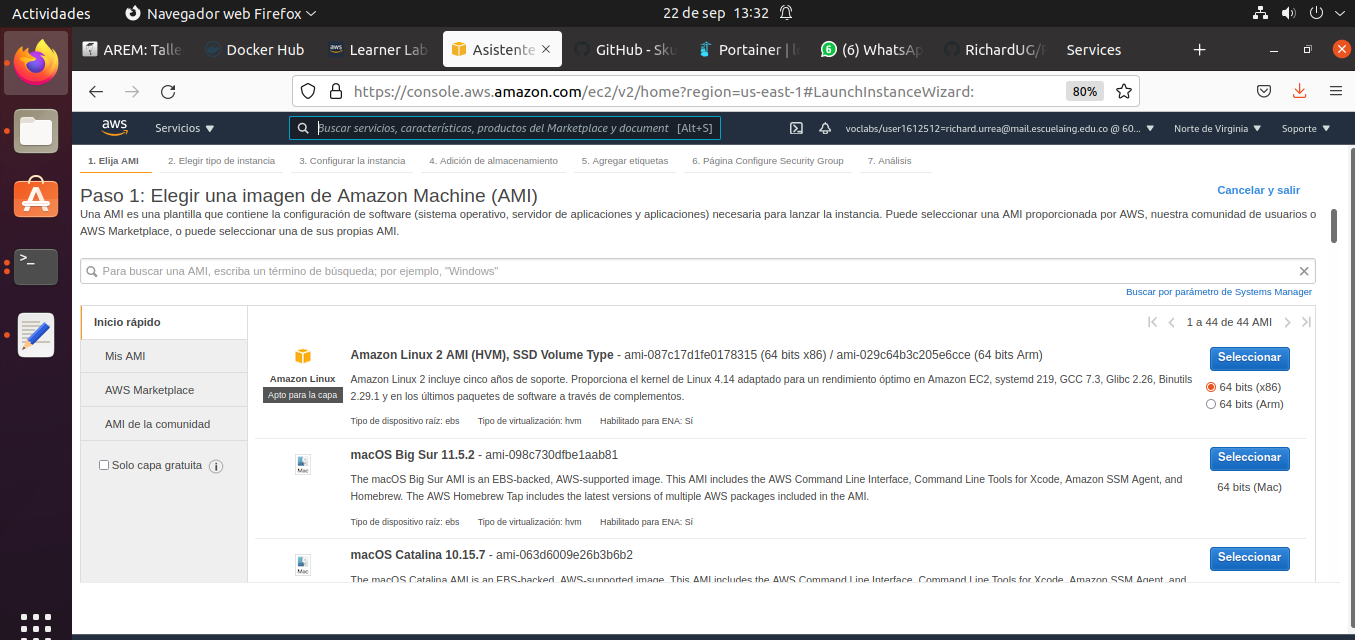 Actividades
Navegador web Firefox
22 de sep 13:32
AREM: Talle
Docker Hub
aws
Learner Lab
Asistente
GitHub - Sku
Portainer | l
6
(6) WhatsAp
RichardUG/
Services
https://console.aws.amazon.com/ec2/v2/home?region=us-east-1#LaunchInstanceWizard:
80%
aws
Servicios
Buscar servicios, características, productos del Marketplace y document [Alt+S]
voclabs/user1612512=richard.urrea@mail.escuelaing.edu.co @ 60...
Norte de Virginia
Soporte
1. Elija AMI
2. Elegir tipo de instancia
3. Configurar la instancia
4. Adición de almacenamiento
5. Agregar etiquetas
6. Página Configure Security Group
7. Análisis
Paso 1: Elegir una imagen de Amazon Machine (AMI)
Cancelar y salir
Una AMI es una plantilla que contiene la configuración de software (sistema operativo, servidor de aplicaciones y aplicaciones) necesaria para lanzar la instancia. Puede seleccionar una AMI proporcionada por AWS, nuestra comunidad de usuarios o
AWS Marketplace, o puede seleccionar una de sus propias AMI.
Para buscar una AMI, escriba un término de búsqueda; por ejemplo, "Windows"
Buscar por parámetro de Systems Manager
Inicio rápido
Mis AMI
AWS Marketplace
AMI de la comunidad
Solo capa gratuita
1 a 44 de 44 AMI
Amazon Linux
Apto para la capa
Amazon Linux 2 AMI (HVM), SSD Volume Type - ami-087c17d1fe0178315 (64 bits x86) / ami-029c64b3c205e6cce (64 bits Arm)
Amazon Linux 2 incluye cinco años de soporte. Proporciona el kernel de Linux 4.14 adaptado para un rendimiento óptimo en Amazon EC2, systemd 219, GCC 7.3, Glibc 2.26, Binutils
2.29.1 y en los últimos paquetes de software a través de complementos.
Tipo de dispositivo raíz: ebs
Tipo de virtualización: hvm
Habilitado para ENA: Sí
Seleccionar
64 bits (x86)
64 bits (Arm)
Mac
macOS Big Sur 11.5.2 - ami-098c730dfbe1aab81
The macOS Big Sur AMI is an EBS-backed, AWS-supported image. This AMI includes the AWS Command Line Interface, Command Line Tools for Xcode, Amazon SSM Agent, and
Homebrew. The AWS Homebrew Tap includes the latest versions of multiple AWS packages included in the AMI.
Tipo de dispositivo raíz: ebs
Tipo de virtualización: hvm
Habilitado para ENA: Sí
Seleccionar
64 bits (Mac)
Mac
macOS Catalina 10.15.7 - ami-063d6009e26b3b6b2
The macOS Catalina AMI is an EBS-backed, AWS-supported image. This AMI includes the AWS Command Line Interface, Command Line Tools for Xcode, Amazon SSM Agent, and
Seleccionar